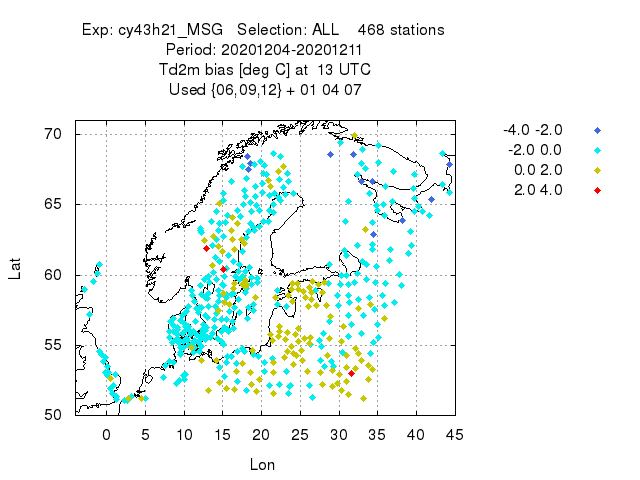 Exp: cy43h21_MSG   Selection: ALL    468 stations
Period: 20201204-20201211
Td2m bias [deg C] at  13 UTC
Used {06,09,12} + 01 04 07
-4.0 -2.0
-2.0 0.0
0.0 2.0
2.0 4.0
70
65
60
55
50
Lat
0 5 10 15 20 25 30 35 40 45
Lon